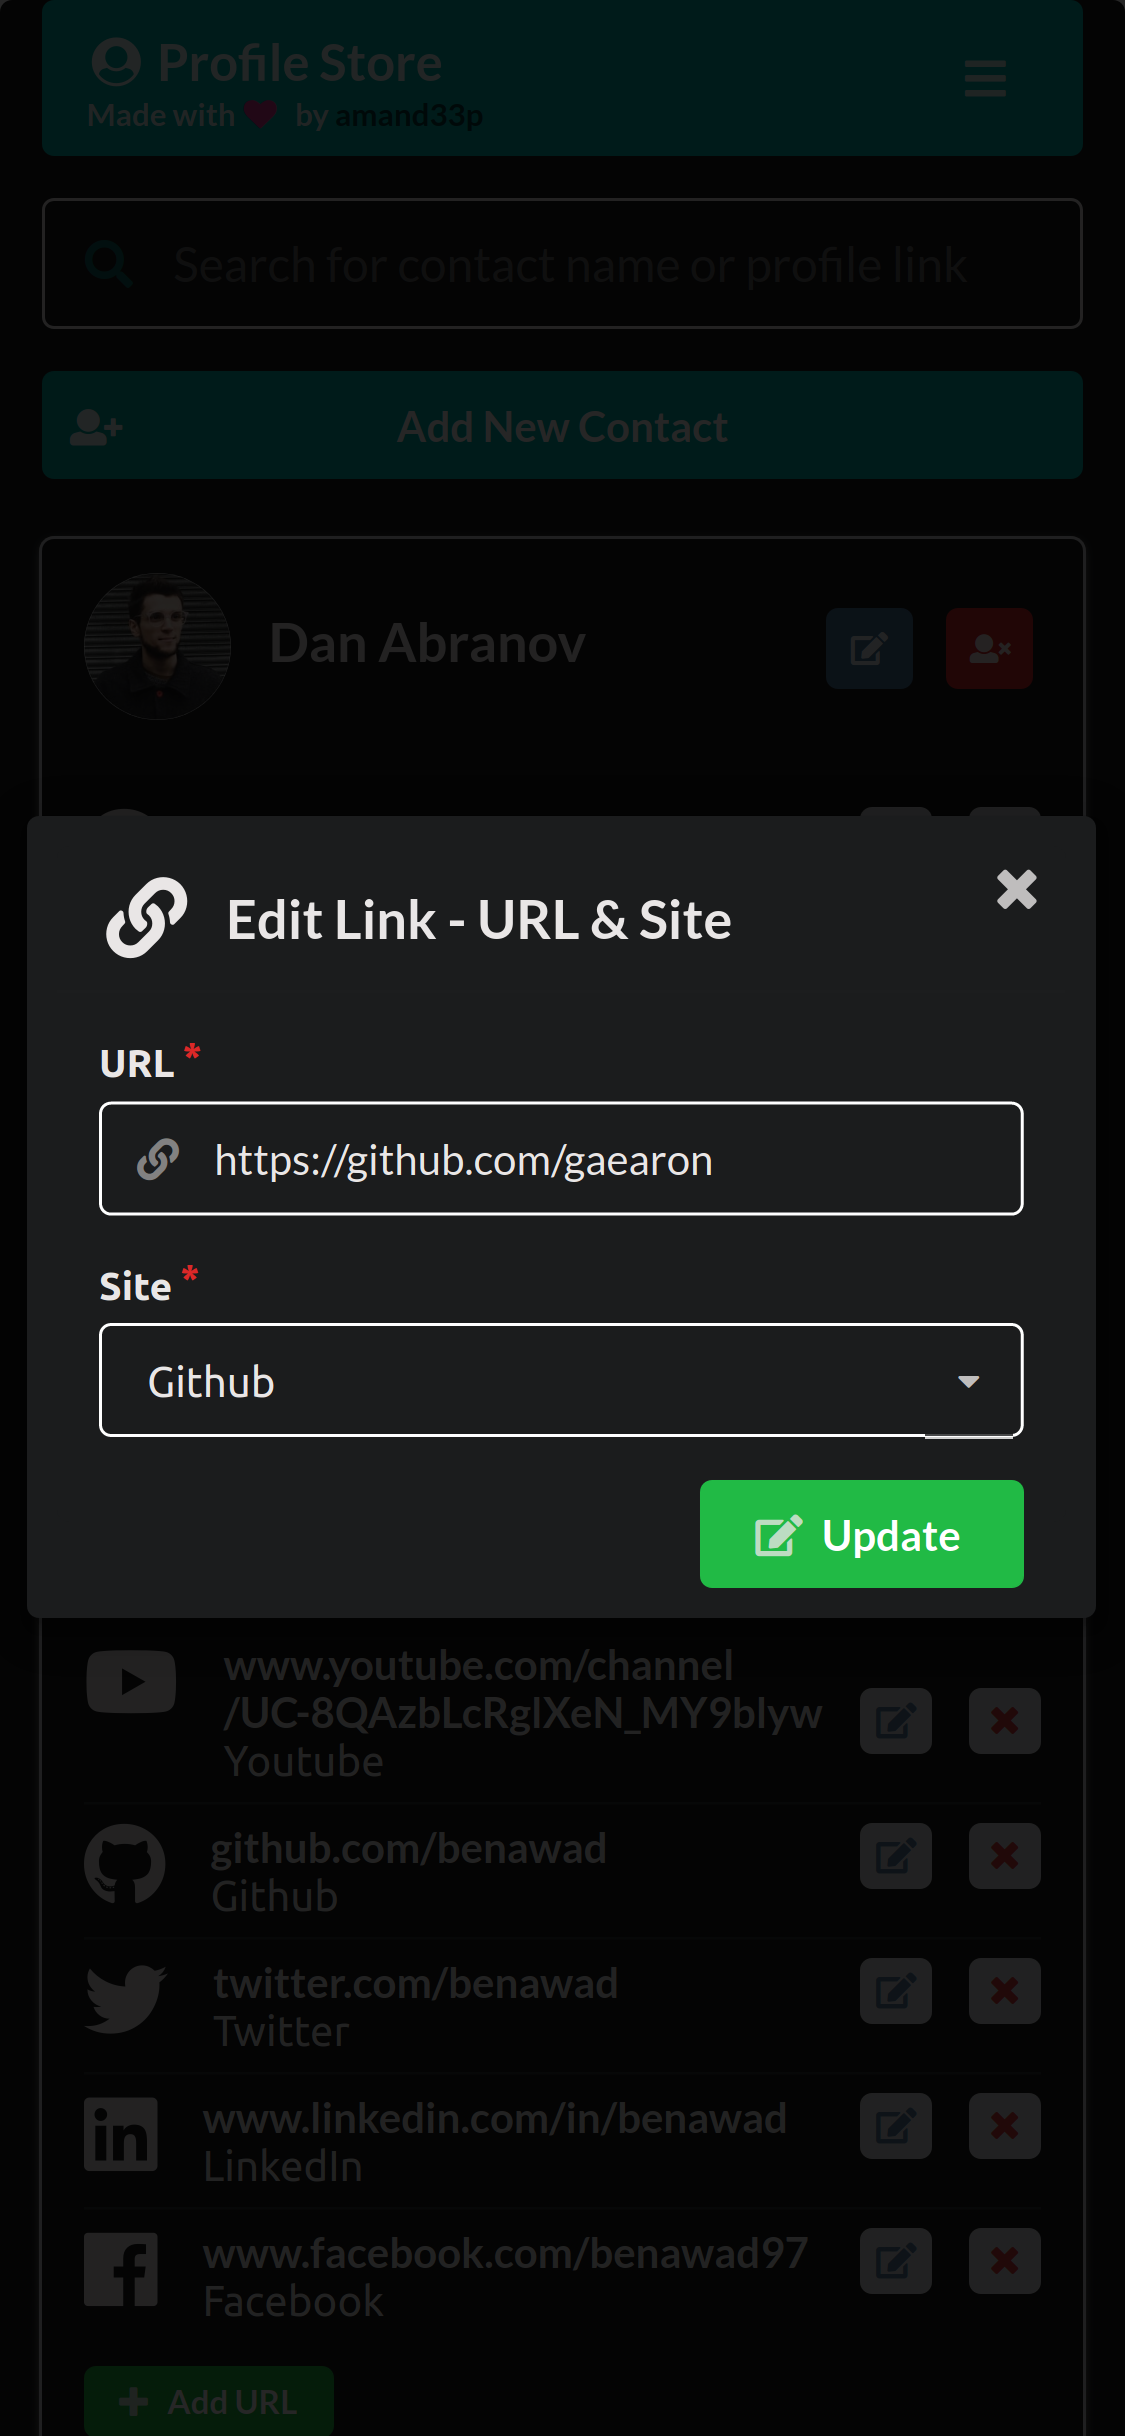 Profile Store
Made with by amand33p
Search for contact name or profile link
Add New Contact
Dan Abranov
Edit Link - URL & Site
URL *
https://github.com/gaearon
Site *
Github
Update
www.youtube.com/channel
/UC-8QAzbLcRglXeN_MY9blyw
Youtube
github.com/benawad
Github
twitter.com/benawad
Twitter
www.linkedin.com/in/benawad
LinkedIn
www.facebook.com/benawad97
Facebook
Add URL